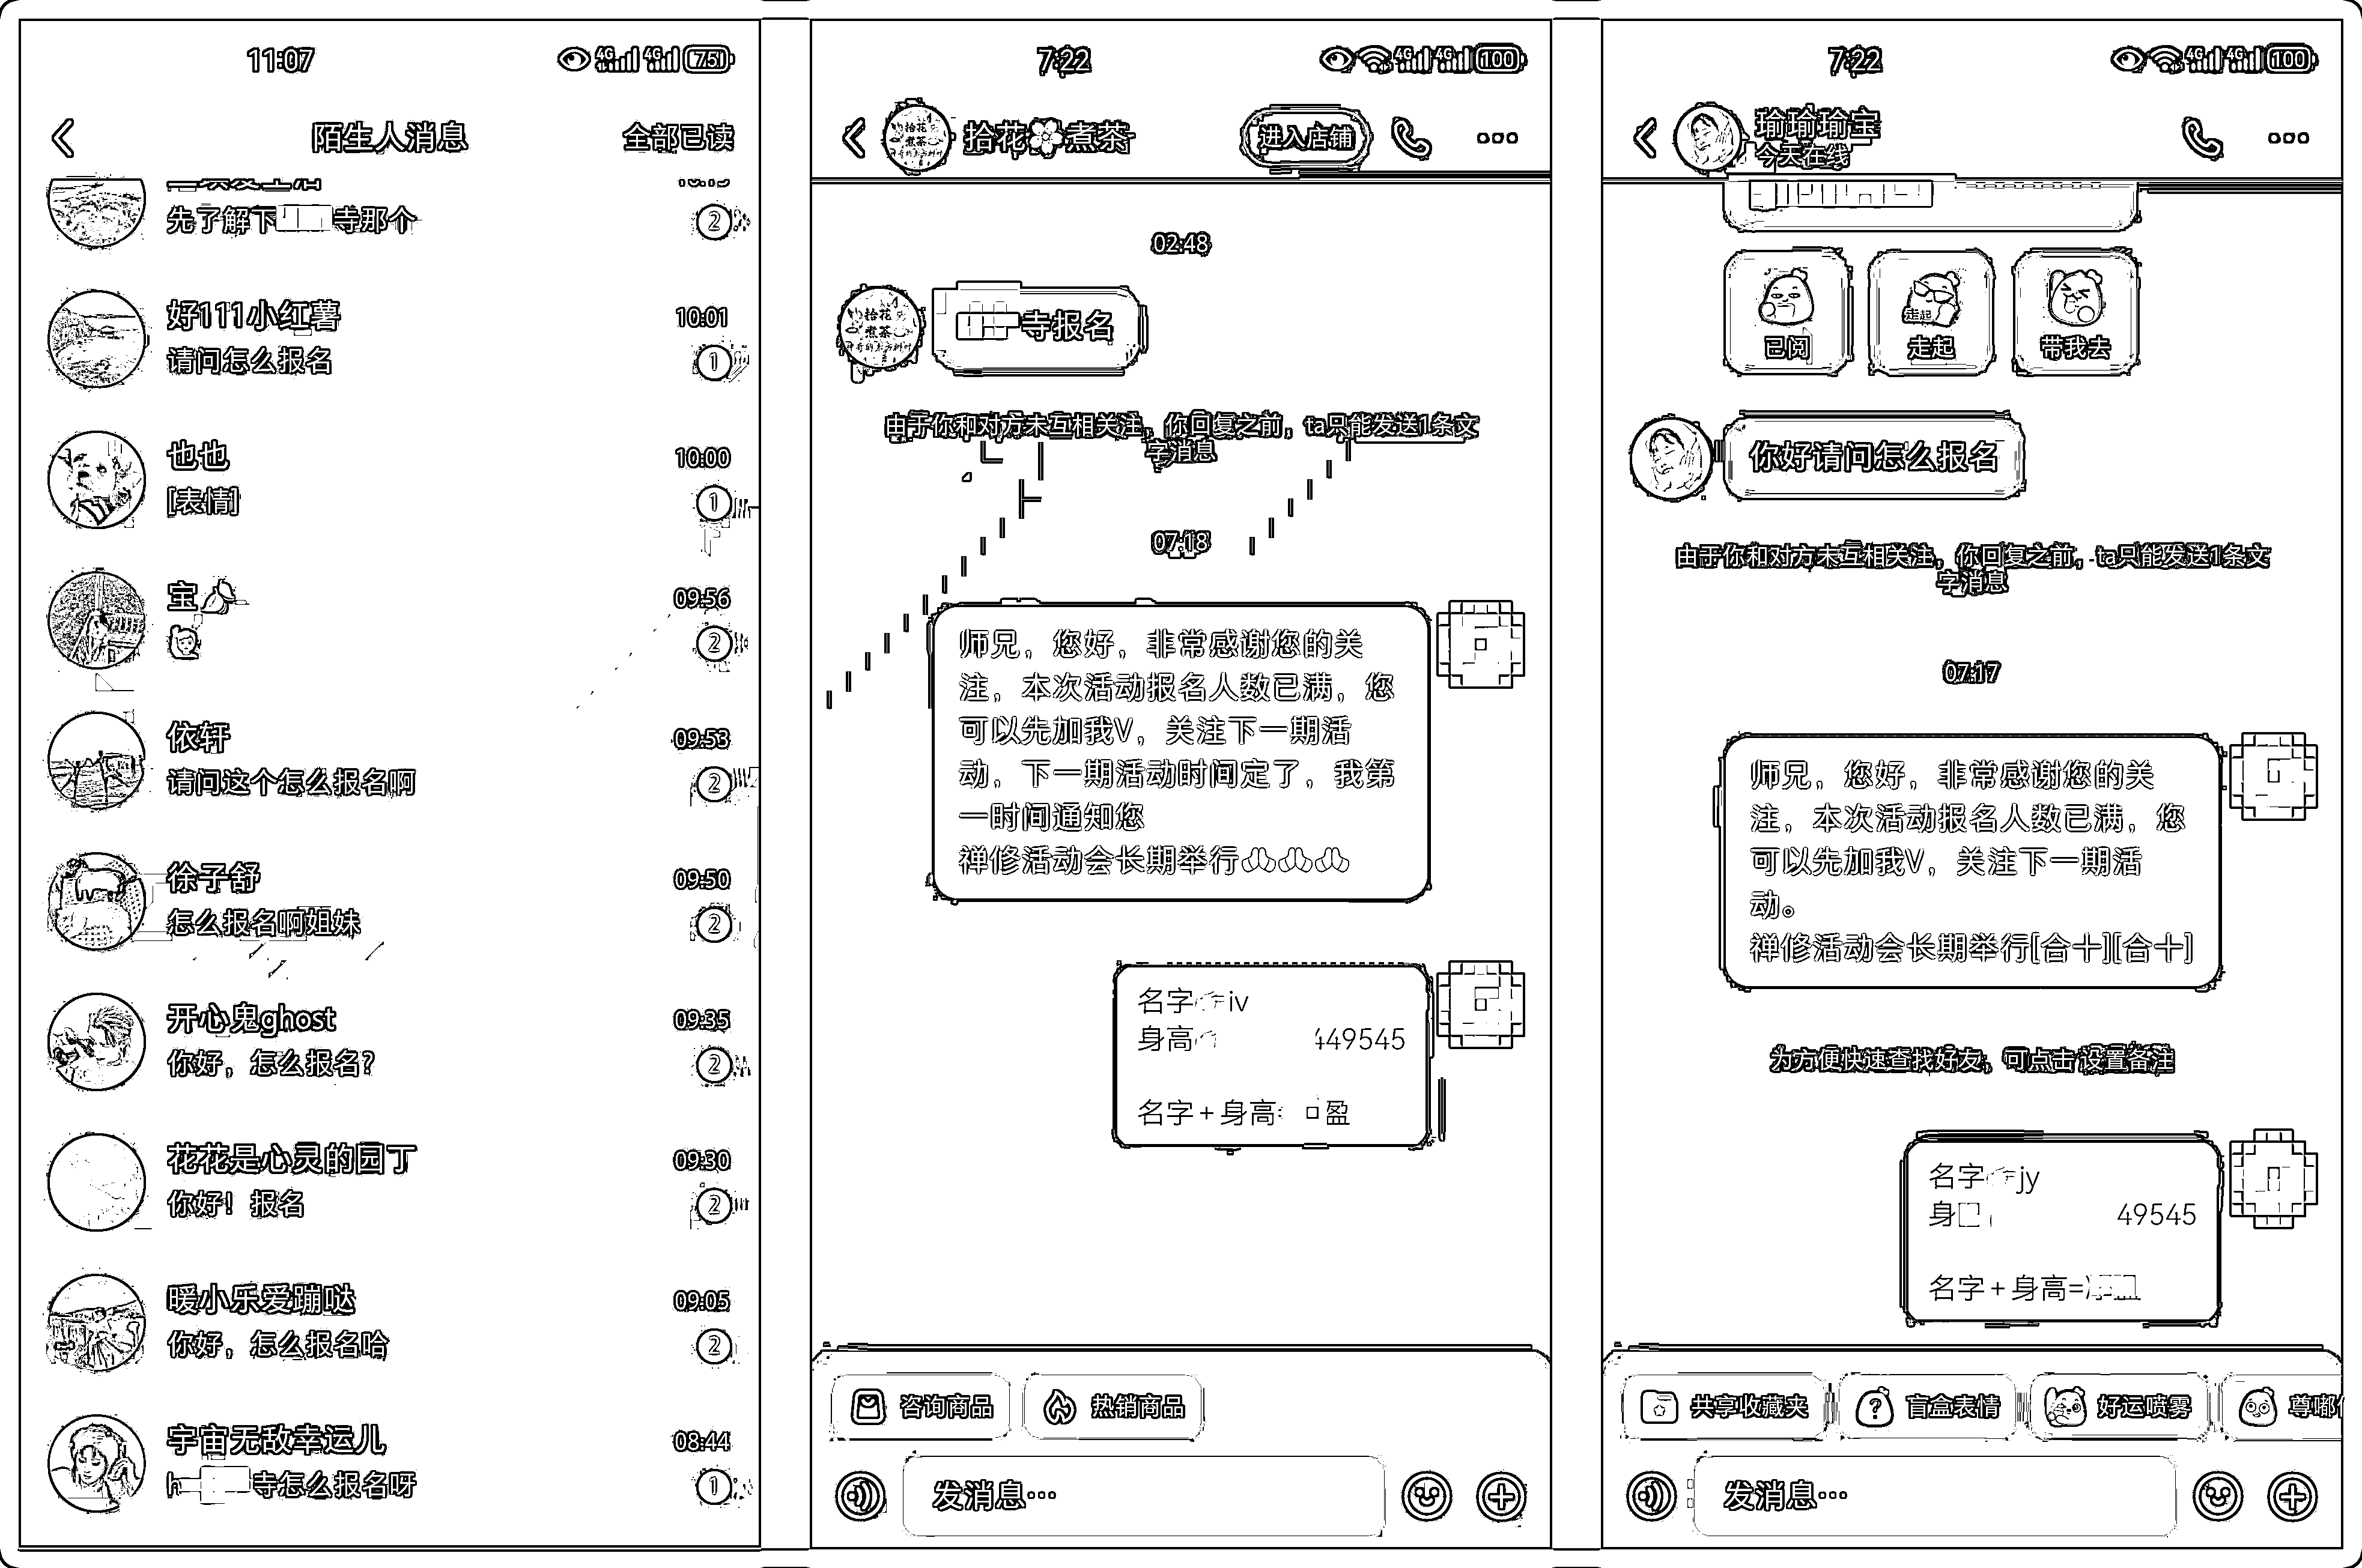 11:07
4G 4G 75
陌生人消息
全部已读
先了解下
寺那个
2
好111小红薯
10:01
请问怎么报名
1
也也
10:00
[表情]
1
宝
09:56
2
依轩
09:53
请问这个怎么报名啊
2
徐子舒
09:50
怎么报名啊姐妹
2
开心鬼ghost
09:35
你好，怎么报名？
2
花花是心灵的园丁
09:30
你好！报名
2
暖小乐爱蹦哒
09:05
你好，怎么报名哈
2
宇宙无敌幸运儿
08:44
寺怎么报名呀
1
7:22
4G 4G 100
拾花🌸煮茶
进入店铺
02:48
拾花
煮茶
寺报名
由于你和对方未互相关注，你回复之前，ta只能发送1条文
字消息
07:18
师兄，您好，非常感谢您的关
注，本次活动报名人数已满，您
可以先加我V，关注下一期活
动，下一期活动时间定了，我第
一时间通知您
禅修活动会长期举行🙏🙏🙏
名字 iv
身高 449545
名字+身高 盈
咨询商品
热销商品
发消息…
7:22
4G 4G 100
瑜瑜瑜宝
今天在线
走起
已阅
走起
带我去
你好请问怎么报名
由于你和对方未互相关注，你回复之前，ta只能发送1条文
字消息
07:17
师兄，您好，非常感谢您的关
注，本次活动报名人数已满，您
可以先加我V，关注下一期活
动。
禅修活动会长期举行[合十][合十]
为方便快速查找好友，可点击 设置备注
名字 jy
身 49545
名字+身高=
共享收藏夹
盲盒表情
好运喷雾
尊嘟
发消息…